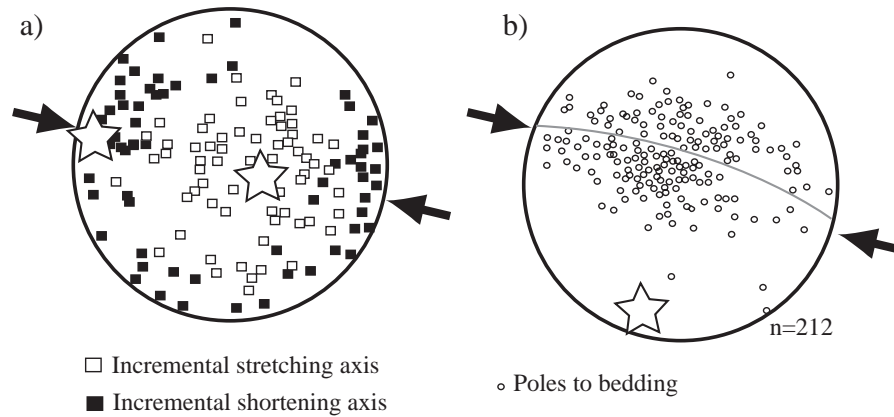 a)
b)
n=212
Incremental stretching axis
Incremental shortening axis
Poles to bedding